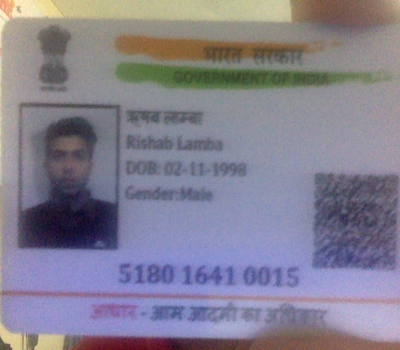 भारत सरकार
GOVERNMENT OF INDIA
ऋषब लाम्बा
Rishab Lamba
DOB: 02-11-1998
Gender:Male
5180 1641 0015
आधार - आम आदमी का अधिकार